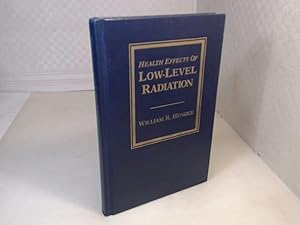 HEALTH EFFECTS OF
LOW-LEVEL
RADIATION
WILLIAM R. HENDEE